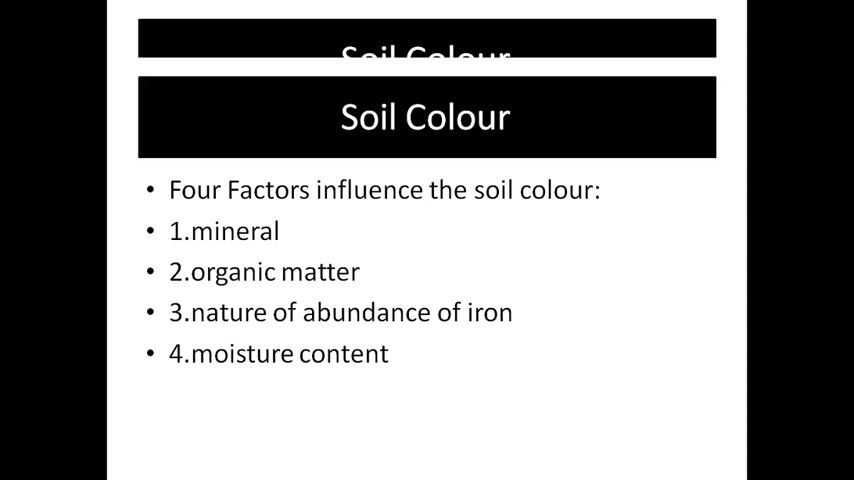 Soil Colour
Soil Colour
• Four Factors influence the soil colour:
• 1.mineral
• 2.organic matter
• 3.nature of abundance of iron
• 4.moisture content